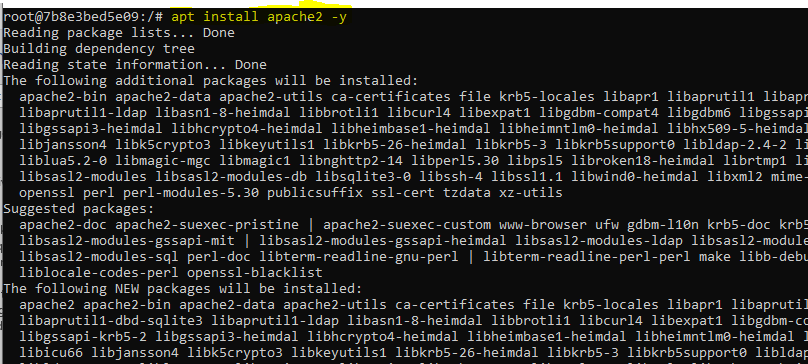 root@7b8e3bed5e09:/# apt install apache2 -y
Reading package lists... Done
Building dependency tree
Reading state information... Done
The following additional packages will be installed:
apache2-bin apache2-data apache2-utils ca-certificates file krb5-locales libapr1 libaprutil1 libapr
libaprutil1-ldap libasn1-8-heimdal libbrotli1 libcurl4 libexpat1 libgdbm-compat4 libgdbm6 libgssap
libgssapi3-heimdal libhcrypto4-heimdal libheimbase1-heimdal libheimntlm0-heimdal libhx509-5-heimda
libjansson4 libk5crypto3 libkeyutils1 libkrb5-26-heimdal libkrb5-3 libkrb5support0 libldap-2.4-2 l
liblua5.2-0 libmagic-mgc libmagic1 libnghttp2-14 libperl5.30 libpsl5 libroken18-heimdal librtmp1 l
libsasl2-modules libsasl2-modules-db libsqlite3-0 libssh-4 libssl1.1 libwind0-heimdal libxml2 mime-
openssl perl perl-modules-5.30 publicsuffix ssl-cert tzdata xz-utils
Suggested packages:
apache2-doc apache2-suexec-pristine | apache2-suexec-custom www-browser ufw gdbm-l10n krb5-doc krb5
libsasl2-modules-gssapi-mit | libsasl2-modules-gssapi-heimdal libsasl2-modules-ldap libsasl2-modul
libsasl2-modules-sql perl-doc libterm-readline-gnu-perl | libterm-readline-perl-perl make libb-debu
liblocale-codes-perl openssl-blacklist
The following NEW packages will be installed:
apache2 apache2-bin apache2-data apache2-utils ca-certificates file krb5-locales libapr1 libapruti
libaprutil1-dbd-sqlite3 libaprutil1-ldap libasn1-8-heimdal libbrotli1 libcurl4 libexpat1 libgdbm-co
libgssapi-krb5-2 libgssapi3-heimdal libhcrypto4-heimdal libheimbase1-heimdal libheimntlm0-heimdal
libicu66 libjansson4 libk5crypto3 libkeyutils1 libkrb5-26-heimdal libkrb5-3 libkrb5support0 liblda